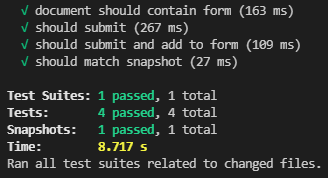 √ document should contain form (163 ms)
√ should submit (267 ms)
√ should submit and add to form (109 ms)
√ should match snapshot (27 ms)
Test Suites: 1 passed, 1 total
Tests: 4 passed, 4 total
Snapshots: 1 passed, 1 total
Time: 8.717 s
Ran all test suites related to changed files.